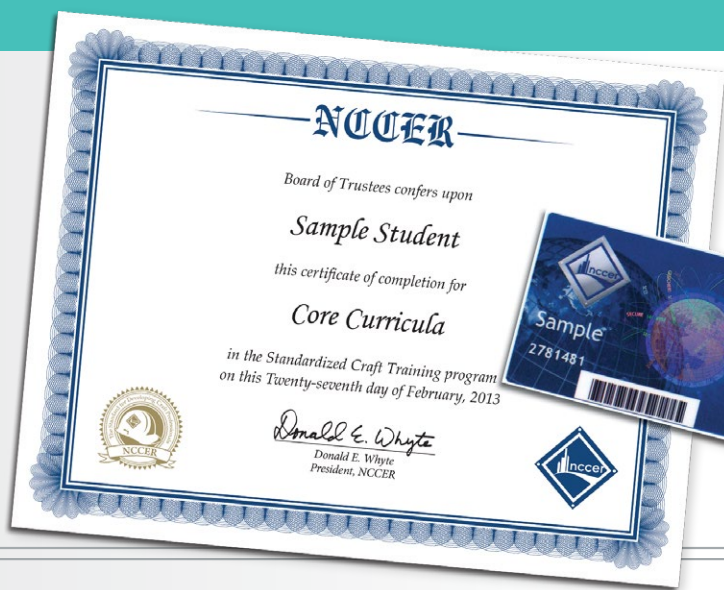 NCCER
Board of Trustees confers upon
Sample Student
this certificate of completion for
Core Curricula
in the Standardized Craft Training program
on this Twenty-seventh day of February, 2013
Donald E. Whyte
Donald E. Whyte
President, NCCER
NCCER
nccer
nccer
Sample
2781481